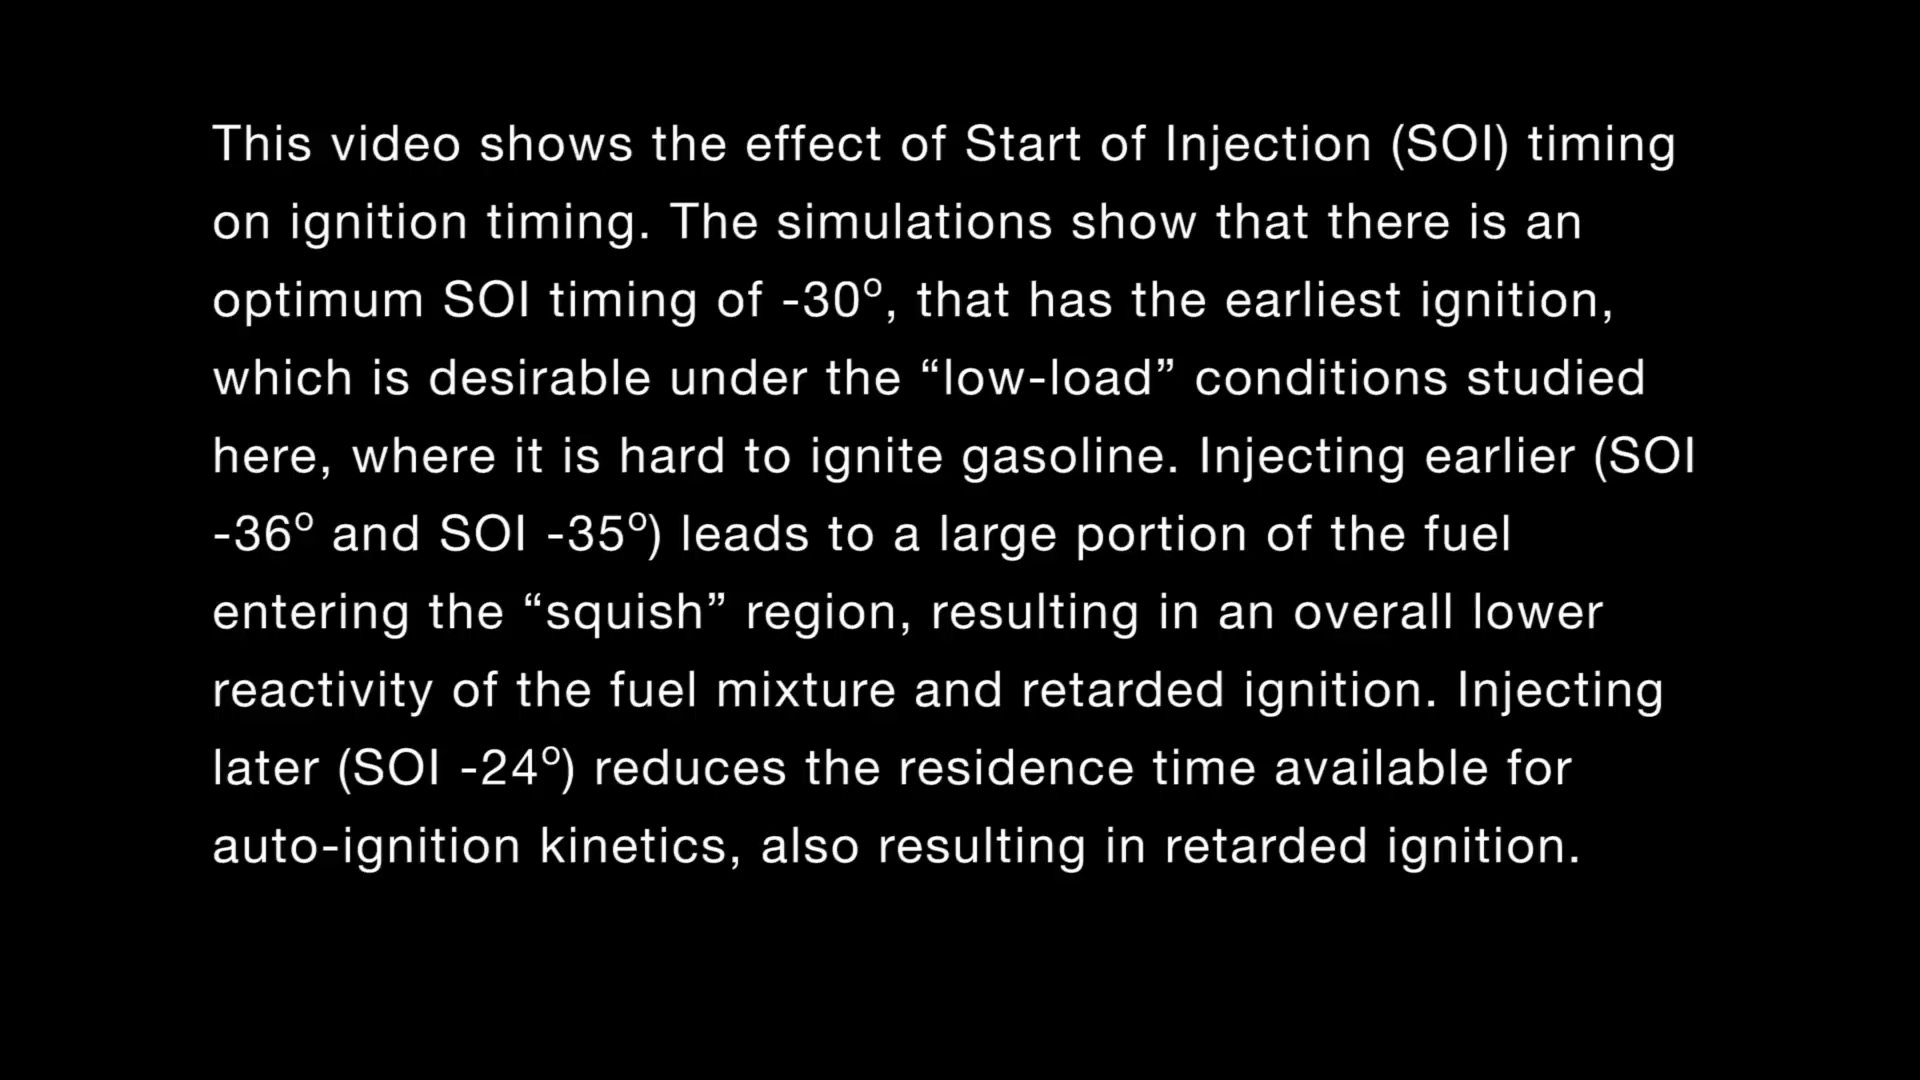 This video shows the effect of Start of Injection (SOI) timing
on ignition timing. The simulations show that there is an
optimum SOI timing of -30º, that has the earliest ignition,
which is desirable under the “low-load” conditions studied
here, where it is hard to ignite gasoline. Injecting earlier (SOI
-36º and SOI -35º) leads to a large portion of the fuel
entering the “squish” region, resulting in an overall lower
reactivity of the fuel mixture and retarded ignition. Injecting
later (SOI -24º) reduces the residence time available for
auto-ignition kinetics, also resulting in retarded ignition.